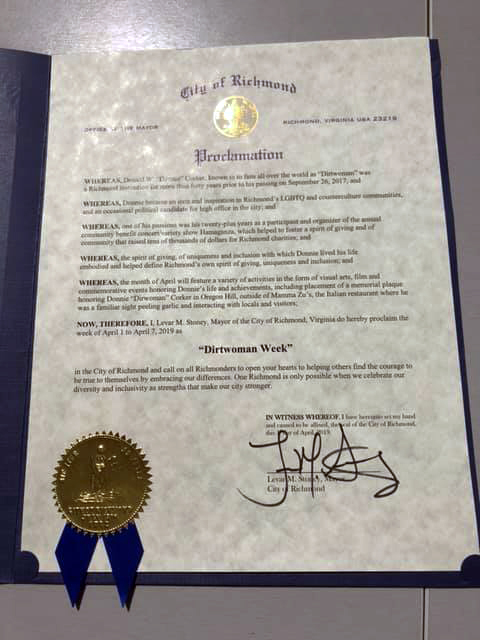 City of Richmond
OFFICE OF THE MAYOR
RICHMOND, VIRGINIA USA 23219
Proclamation
WHEREAS, Donald W "Donnie" Corker, known to to fans all over the world as "Dirtwoman" was
a Richmond institution for more than forty years prior to his passing on September 26, 2017, and
WHEREAS, Donnie became an icon and inspiration to Richmond's LGBTQ and counterculture communities,
and an occasional political candidate for high office in the city; and
WHEREAS, one of his passions was his twenty-plus years as a participant and organizer of the annual
community benefit concert/variety show Hamaganza, which helped to foster a spirit of giving and of
community that raised tens of thousands of dollars for Richmond charities; and
WHEREAS, the spirit of giving, of uniqueness and inclusion with which Donnie lived his life
embodied and helped define Richmond's own spirit of giving, uniqueness and inclusion; and
WHEREAS, the month of April will feature a variety of activities in the form of visual arts, film and
commemorative events honoring Donnie's life and achievements, including placement of a memorial plaque
honoring Donnie "Dirwoman" Corker in Oregon Hill, outside of Mamma Zu's, the Italian restaurant where he
was a familiar sight peeling garlic and interacting with locals and visitors;
NOW, THEREFORE, I, Levar M. Stoney, Mayor of the City of Richmond, Virginia do hereby proclaim the
week of April 1 to April 7, 2019 as
"Dirtwoman Week"
in the City of Richmond and call on all Richmonders to open your hearts to helping others find the courage to
be true to themselves by embracing our differences. One Richmond is only possible when we celebrate our
diversity and inclusivity as strengths that make our city stronger.
IN WITNESS WHEREOF, I have hereunto set my hand
and caused to be affixed, the seal of the City of Richmond,
this of April, 2019.
Levar M. Stoney, Mayor
City of Richmond